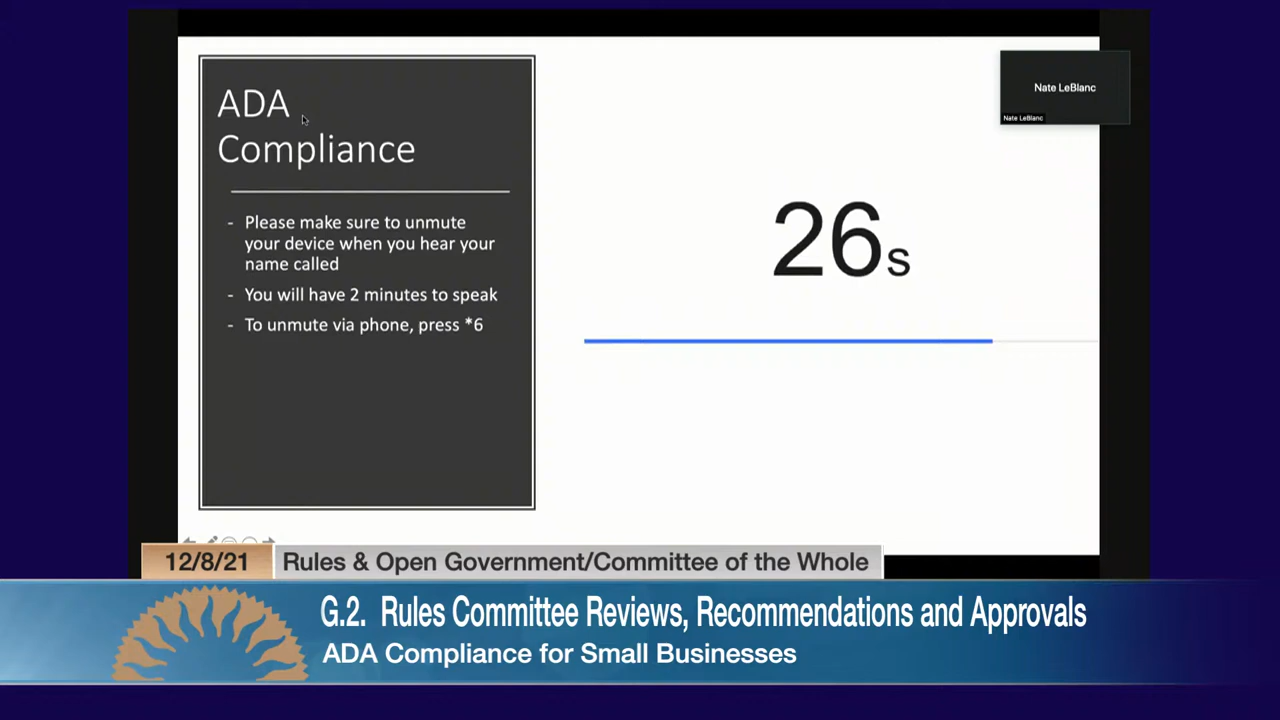 ADA
Compliance
- Please make sure to unmute
your device when you hear your
name called
- You will have 2 minutes to speak
- To unmute via phone, press *6
Nate LeBlanc
Nate LeBlanc
26s
12/8/21
Rules & Open Government/Committee of the Whole
G.2. Rules Committee Reviews, Recommendations and Approvals
ADA Compliance for Small Businesses